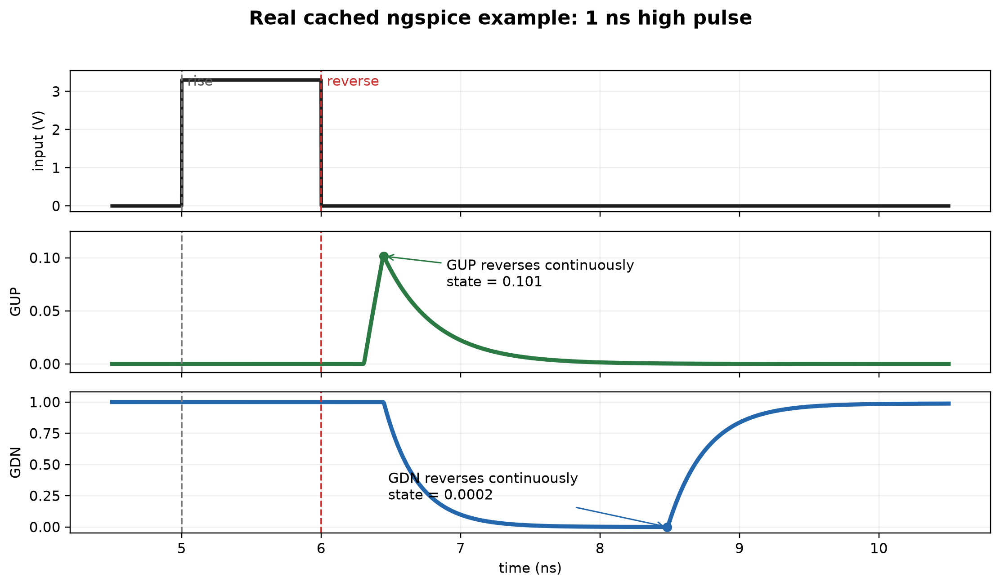 Real cached ngspice example: 1 ns high pulse
rise
reverse
input (V)
3
2
1
0
GUP reverses continuously
state = 0.101
GUP
0.10
0.05
0.00
GDN reverses continuously
state = 0.0002
GDN
1.00
0.75
0.50
0.25
0.00
5 6 7 8 9 10
time (ns)